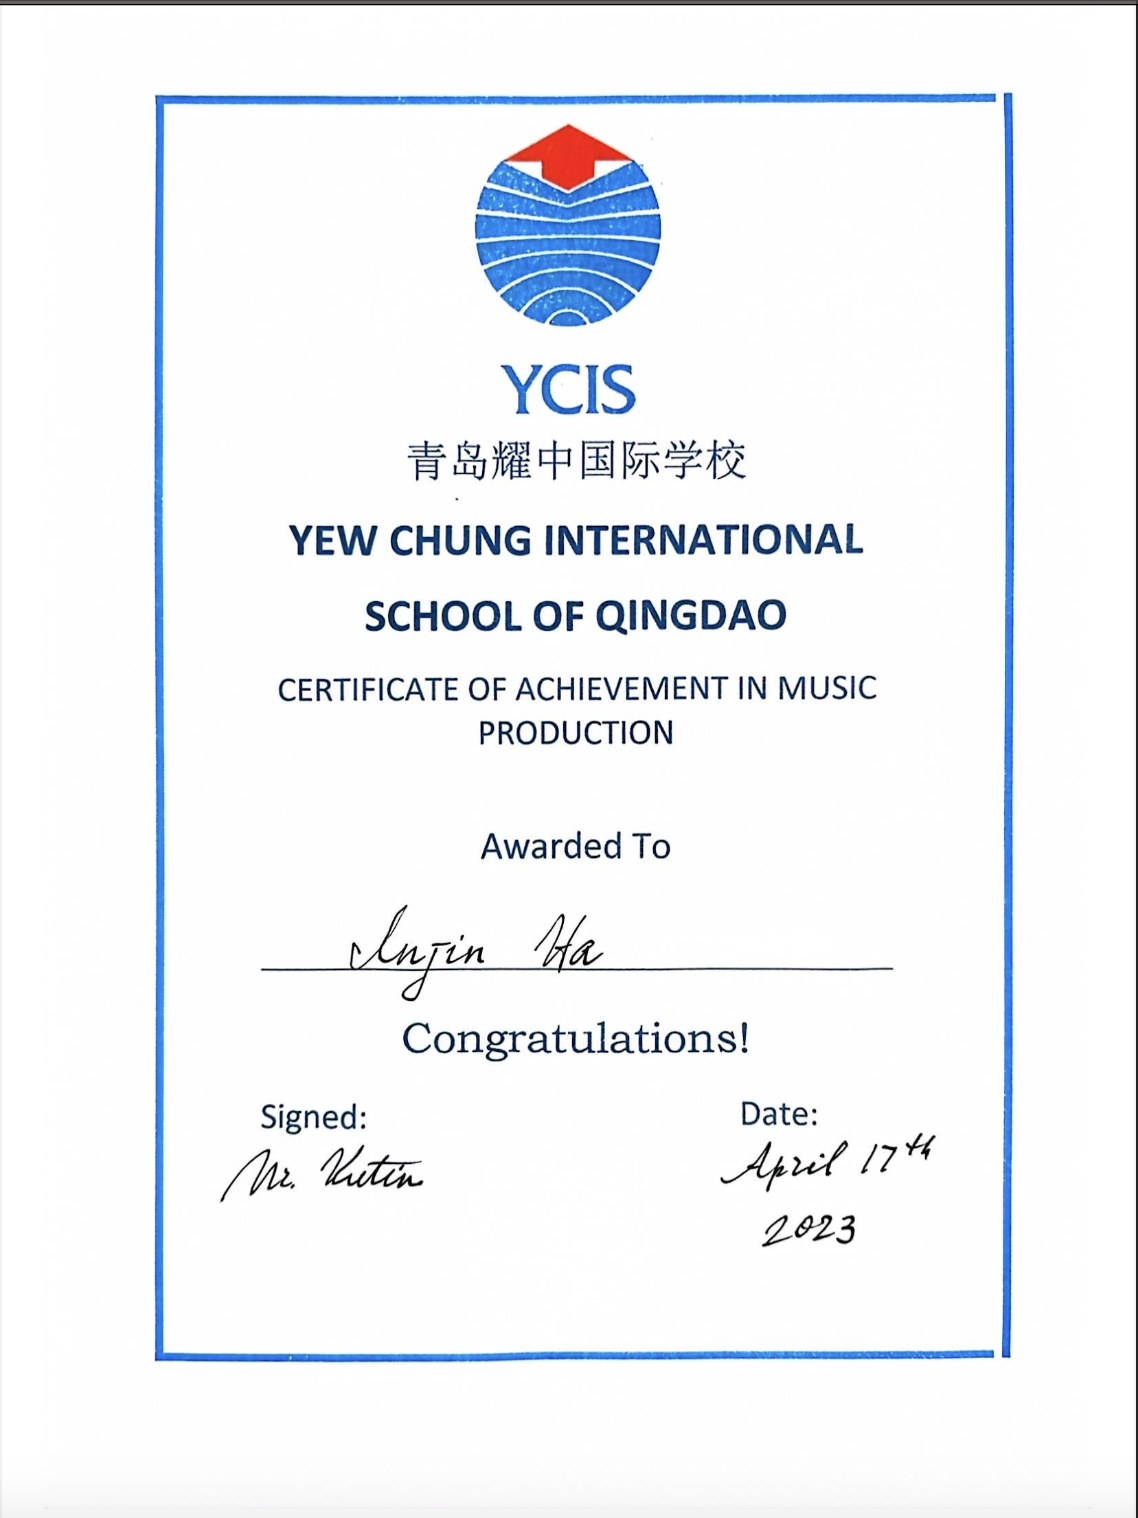 YCIS
青岛耀中国际学校
YEW CHUNG INTERNATIONAL
SCHOOL OF QINGDAO
CERTIFICATE OF ACHIEVEMENT IN MUSIC
PRODUCTION
Awarded To
Injin Ha
Congratulations!
Signed: Date:
Mr. Kutin April 17th
2023